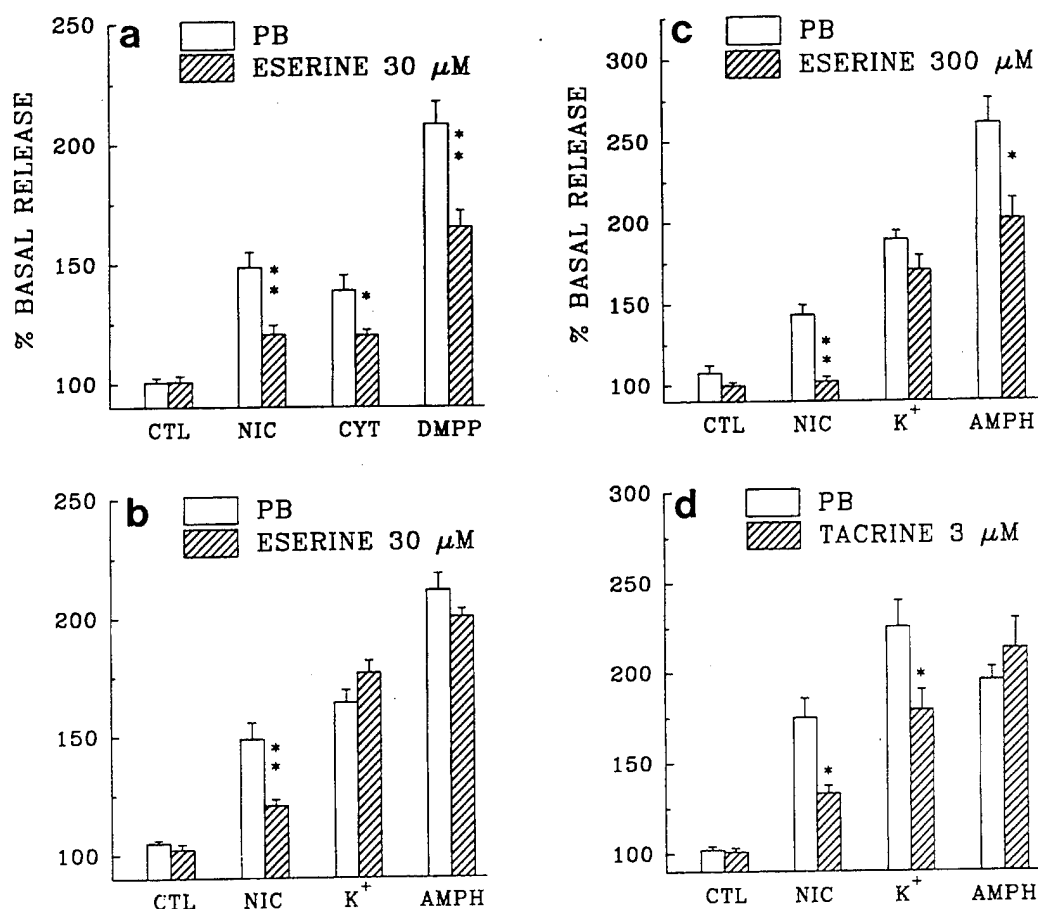 a
PB
ESERINE 30 μM
% BASAL RELEASE
250
200
150
100
CTL NIC CYT DMPP
** * **
c
PB
ESERINE 300 μM
% BASAL RELEASE
300
250
200
150
100
CTL NIC K+ AMPH
** *
b
PB
ESERINE 30 μM
250
200
150
100
CTL NIC K+ AMPH
**
d
PB
TACRINE 3 μM
300
250
200
150
100
CTL NIC K+ AMPH
* *